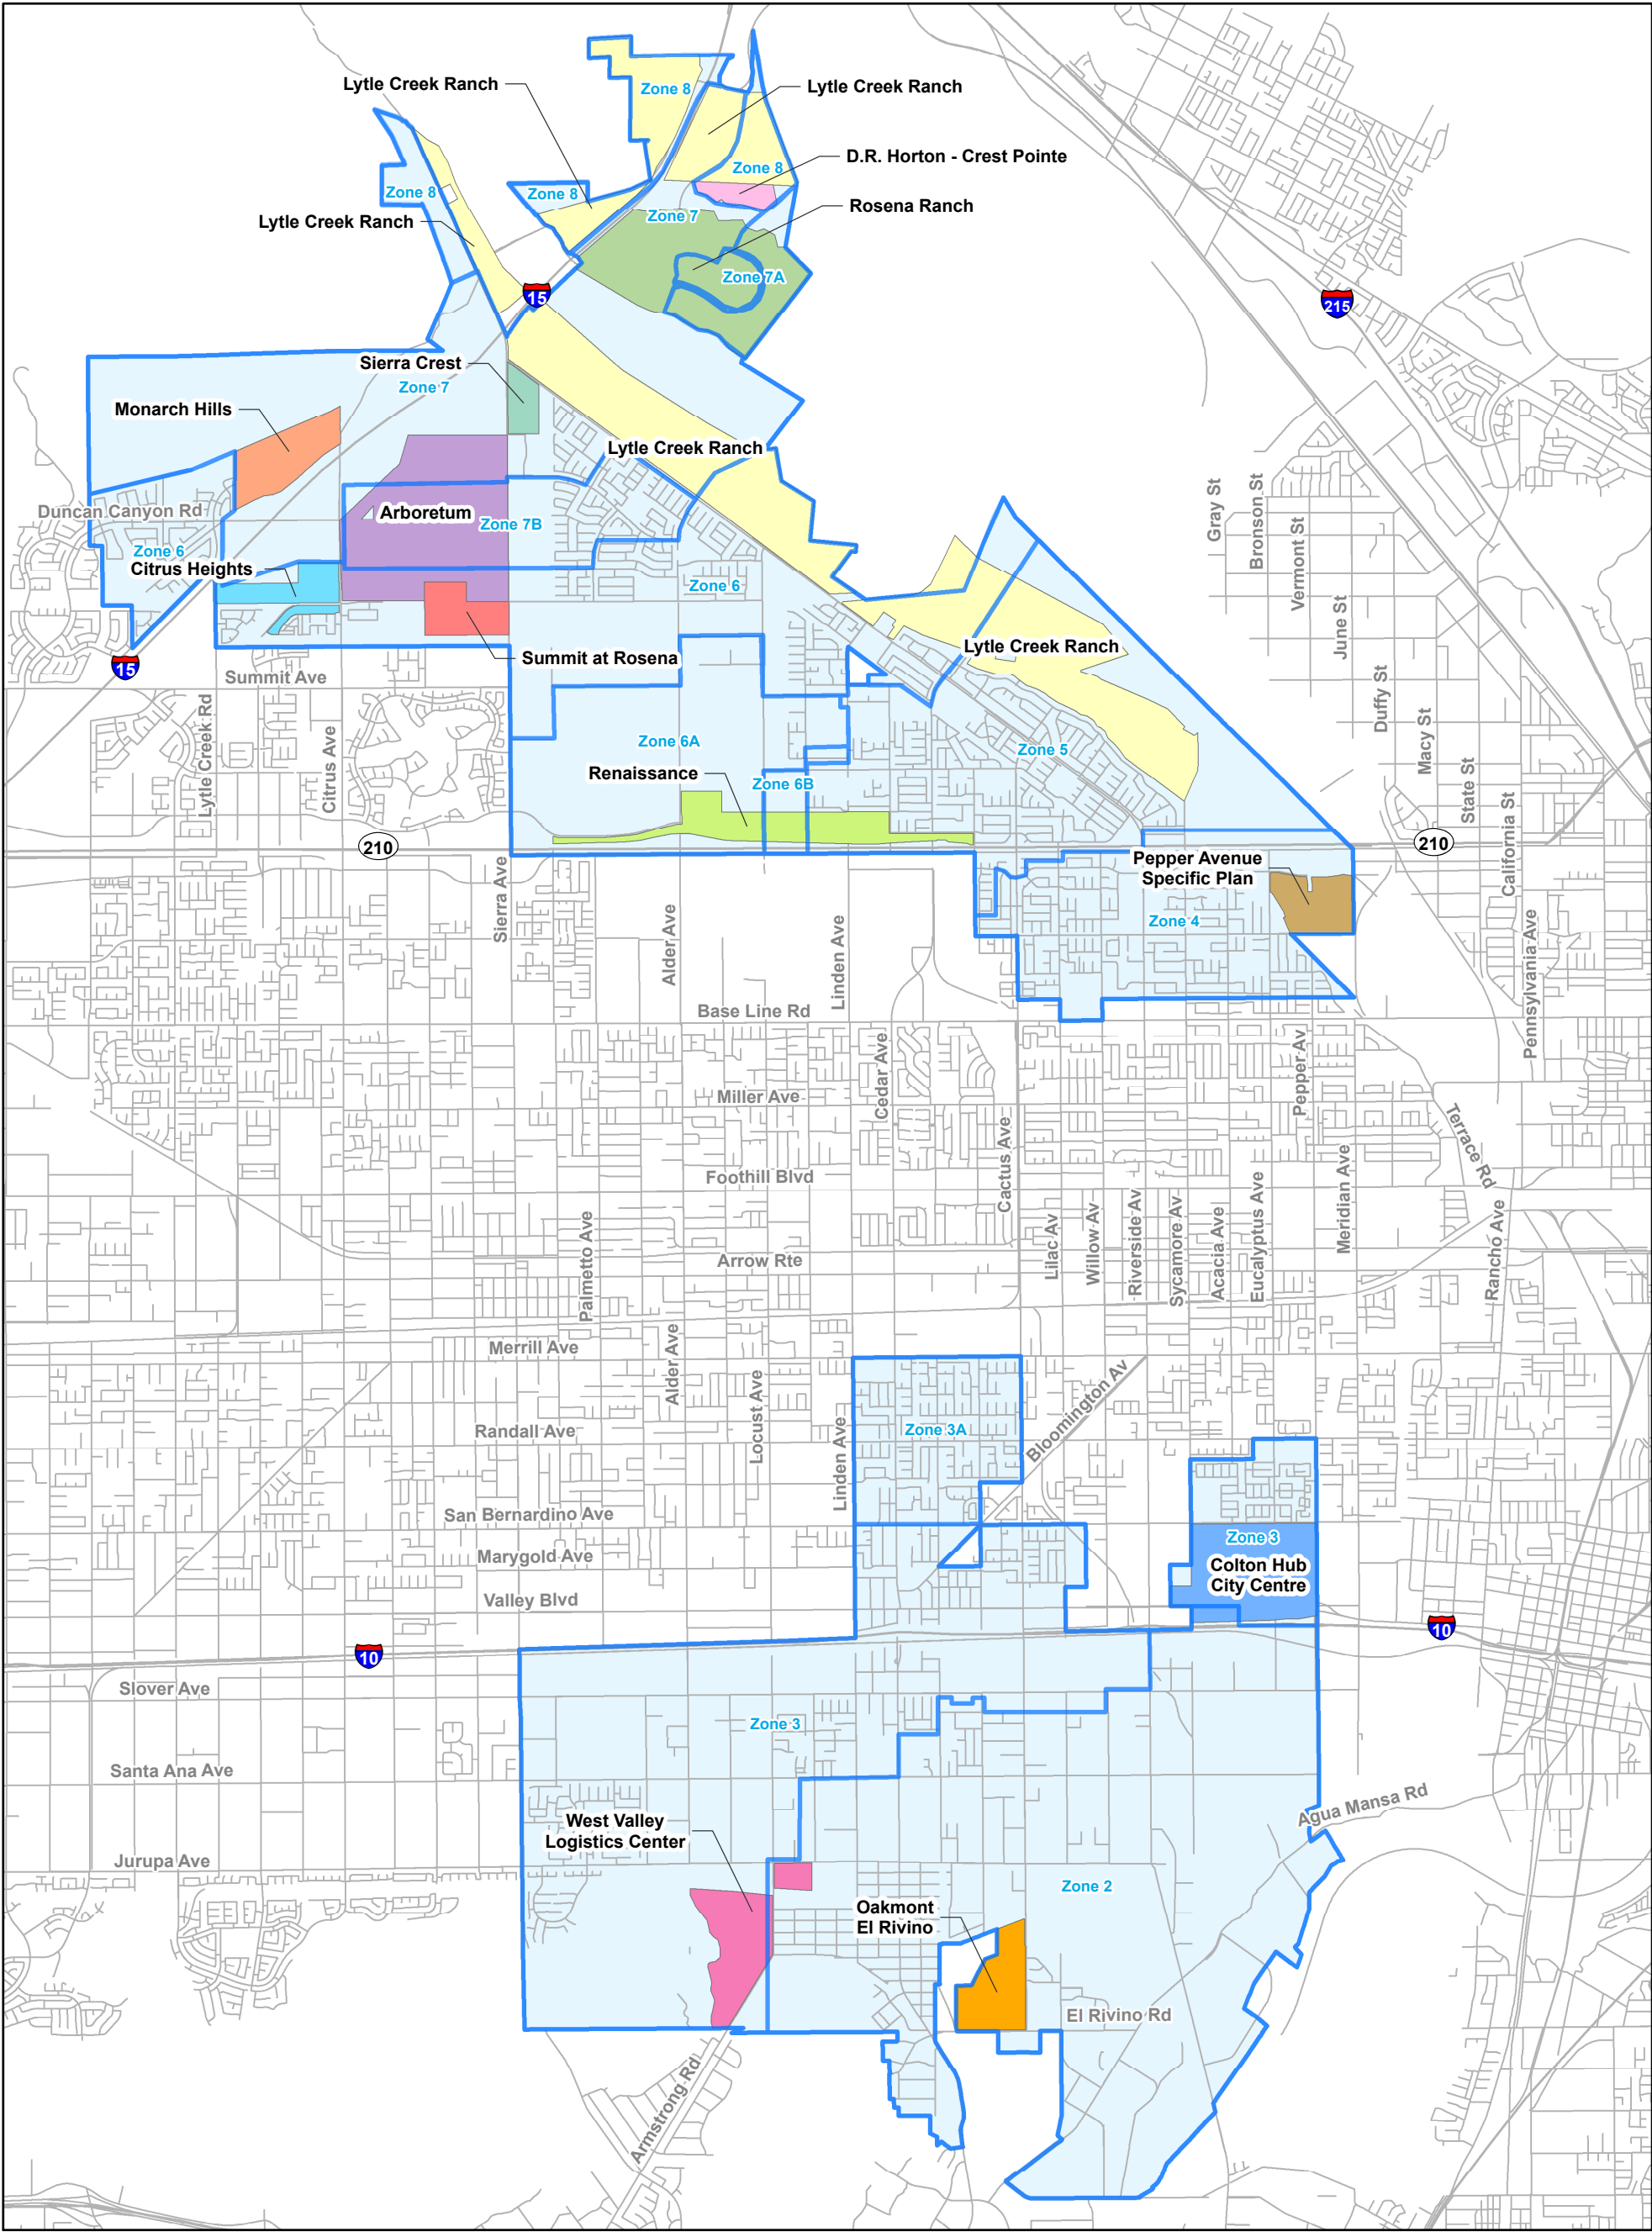 Lytle Creek Ranch
Zone 8
Lytle Creek Ranch
D.R. Horton - Crest Pointe
Zone 8
Zone 8
Zone 8
Rosena Ranch
Lytle Creek Ranch
Zone 7
Zone 7A
15
215
Sierra Crest
Zone 7
Monarch Hills
Lytle Creek Ranch
Gray St
Bronson St
Vermont St
June St
Duncan Canyon Rd
Arboretum
Zone 7B
Zone 6
Citrus Heights
Zone 6
Lytle Creek Ranch
15
Summit at Rosena
Summit Ave
Duffy St
Macy St
State St
California St
Lytle Creek Rd
Citrus Ave
Zone 6A
Zone 5
Renaissance
Zone 6B
210
210
Pepper Avenue
Specific Plan
Sierra Ave
Alder Ave
Linden Ave
Zone 4
Pennsylvania Ave
Base Line Rd
Cedar Ave
Pepper Av
Miller Ave
Cactus Ave
Terrace Rd
Foothill Blvd
Palmetto Ave
Lilac Av
Willow Av
Riverside Av
Sycamore Av
Acacia Ave
Eucalyptus Ave
Meridian Ave
Rancho Ave
Arrow Rte
Merrill Ave
Alder Ave
Locust Ave
Linden Ave
Bloomington Av
Randall Ave
Zone 3A
San Bernardino Ave
Marygold Ave
Zone 3
Colton Hub
City Centre
Valley Blvd
10
10
Slover Ave
Zone 3
Santa Ana Ave
Agua Mansa Rd
West Valley
Logistics Center
Jurupa Ave
Zone 2
Oakmont
El Rivino
El Rivino Rd
Armstrong Rd